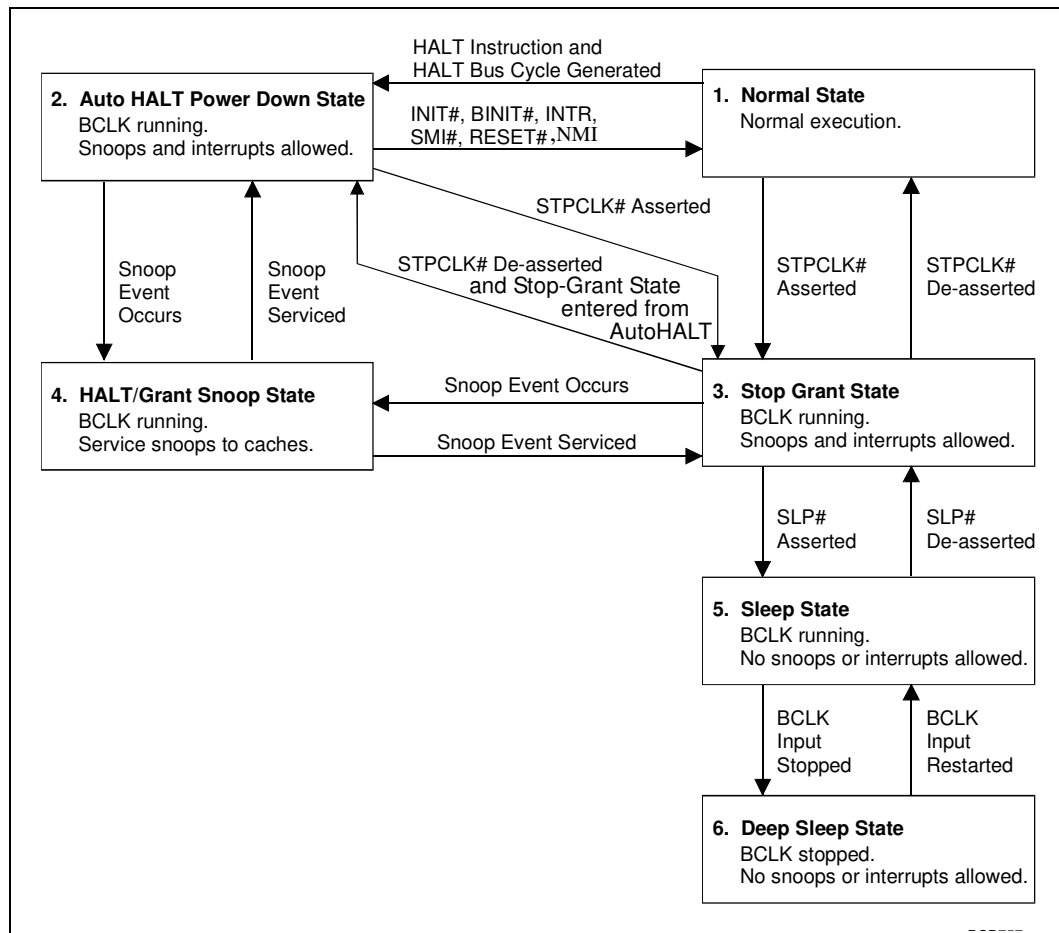 HALT Instruction and
HALT Bus Cycle Generated
2. Auto HALT Power Down State
BCLK running.
Snoops and interrupts allowed.
1. Normal State
Normal execution.
INIT#, BINIT#, INTR,
SMI#, RESET#,NMI
STPCLK# Asserted
STPCLK# De-asserted
and Stop-Grant State
entered from
AutoHALT
Snoop
Event
Occurs
Snoop
Event
Serviced
STPCLK#
Asserted
STPCLK#
De-asserted
4. HALT/Grant Snoop State
BCLK running.
Service snoops to caches.
Snoop Event Occurs
Snoop Event Serviced
3. Stop Grant State
BCLK running.
Snoops and interrupts allowed.
SLP#
Asserted
SLP#
De-asserted
5. Sleep State
BCLK running.
No snoops or interrupts allowed.
BCLK
Input
Stopped
BCLK
Input
Restarted
6. Deep Sleep State
BCLK stopped.
No snoops or interrupts allowed.